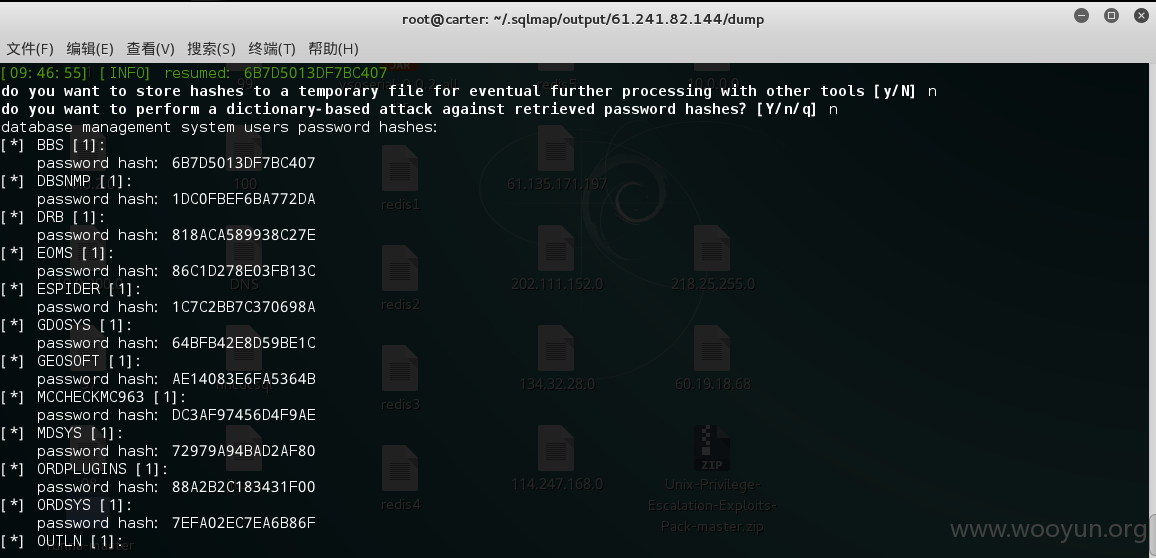 root@carter: ~/.sqlmap/output/61.241.82.144/dump
文件(F) 编辑(E) 查看(V) 搜索(S) 终端(T) 帮助(H)
[09:46:55] [INFO] resumed: 6B7D5013DF7BC407
do you want to store hashes to a temporary file for eventual further processing with other tools [y/N] n
do you want to perform a dictionary-based attack against retrieved password hashes? [Y/n/q] n
database management system users password hashes:
[*] BBS [1]:
password hash: 6B7D5013DF7BC407
[*] DBSNMP [1]:
password hash: 1DC0FBEF6BA772DA
[*] DRB [1]:
password hash: 818ACA589938C27E
[*] EOMS [1]:
password hash: 86C1D278E03FB13C
[*] ESPIDER [1]:
password hash: 1C7C2BB7C370698A
[*] GDOSYS [1]:
password hash: 64BFB42E8D59BE1C
[*] GEOSOFT [1]:
password hash: AE14083E6FA5364B
[*] MCCHECKMC963 [1]:
password hash: DC3AF97456D4F9AE
[*] MDSYS [1]:
password hash: 72979A94BAD2AF80
[*] ORDPLUGINS [1]:
password hash: 88A2B2C183431F00
[*] ORDSYS [1]:
password hash: 7EFA02EC7EA6B86F
[*] OUTLN [1]:
100
DNS
redis1
redis2
redis3
redis4
61.135.171.197
202.111.152.0
218.25.255.0
134.32.28.0
60.19.18.68
114.247.168.0
ZIP
Unix-Privilege-
Escalation-Exploits-
Pack-master.zip
www.wooyun.org